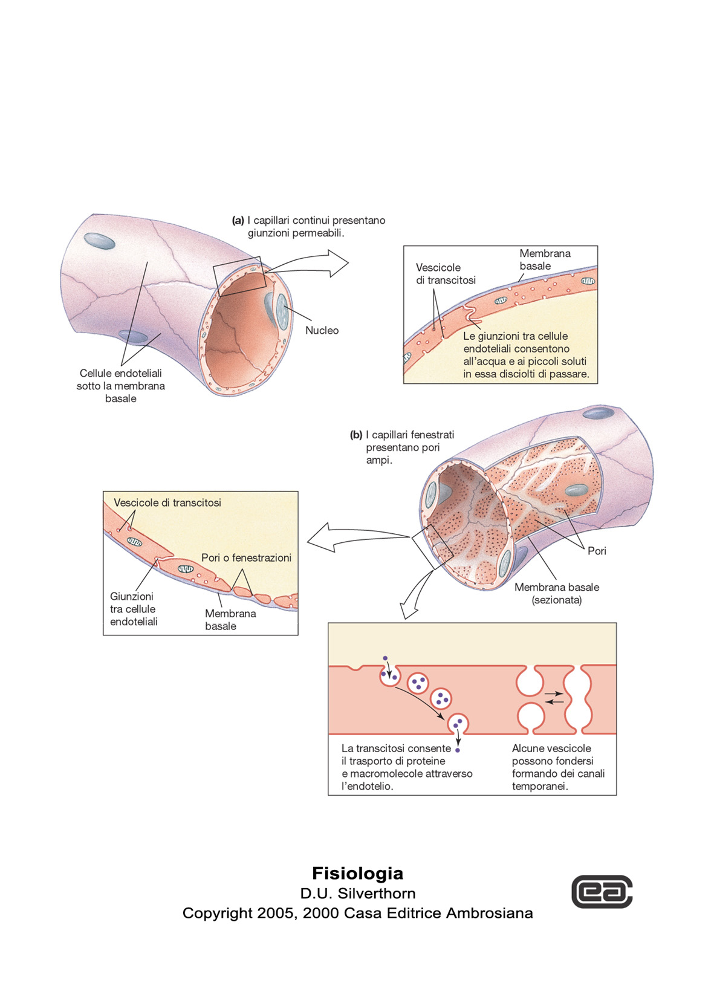 (a) I capillari continui presentano
giunzioni permeabili.
Membrana
basale
Vescicole
di transcitosi
Nucleo
Le giunzioni tra cellule
endoteliali consentono
all'acqua e ai piccoli soluti
in essa disciolti di passare.
Cellule endoteliali
sotto la membrana
basale
(b) I capillari fenestrati
presentano pori
ampi.
Vescicole di transcitosi
Pori o fenestrazioni
Pori
Giunzioni
tra cellule
endoteliali
Membrana
basale
Membrana basale
(sezionata)
La transcitosi consente
il trasporto di proteine
e macromolecole attraverso
l'endotelio.
Alcune vescicole
possono fondersi
formando dei canali
temporanei.
Fisiologia
D.U. Silverthorn
Copyright 2005, 2000 Casa Editrice Ambrosiana
cea